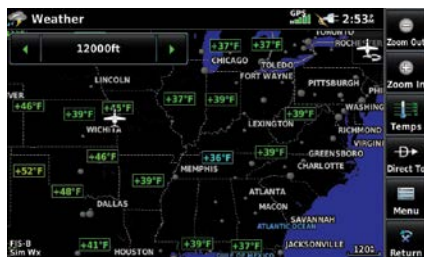 Weather
GPS
2:53
12000ft
+37°F
+37°F
TORONTO
ROCHESTER
Zoom Out
CHICAGO
TOLEDO
FORT WAYNE
LINCOLN
PITTSBURGH
PHI
Zoom In
VER
+46°F
+45°F
+37°F
+39°F
+39°F
+39°F
WASHING
WICHITA
LEXINGTON
RICHMOND
Temps
VIRGINI
+46°F
+36°F
+39°F
GREENSBORO
CHARLOTTE
MEMPHIS
+52°F
+39°F
Direct To
+48°F
ATLANTA
DALLAS
MACON
Menu
SAVANNAH
ATLANTIC OCEAN
FIS-B
Sim Wx
+41°F
HOUSTON
+39°F
+37°F
JACKSONVILLE
Return